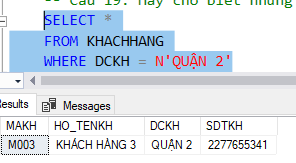 SELECT *
FROM KHACHHANG
WHERE DCKH = N'QUẬN 2'
Results Messages
MAKH HO_TENKH DCKH SDTKH
M003 KHÁCH HÀNG 3 QUẬN 2 2277655341